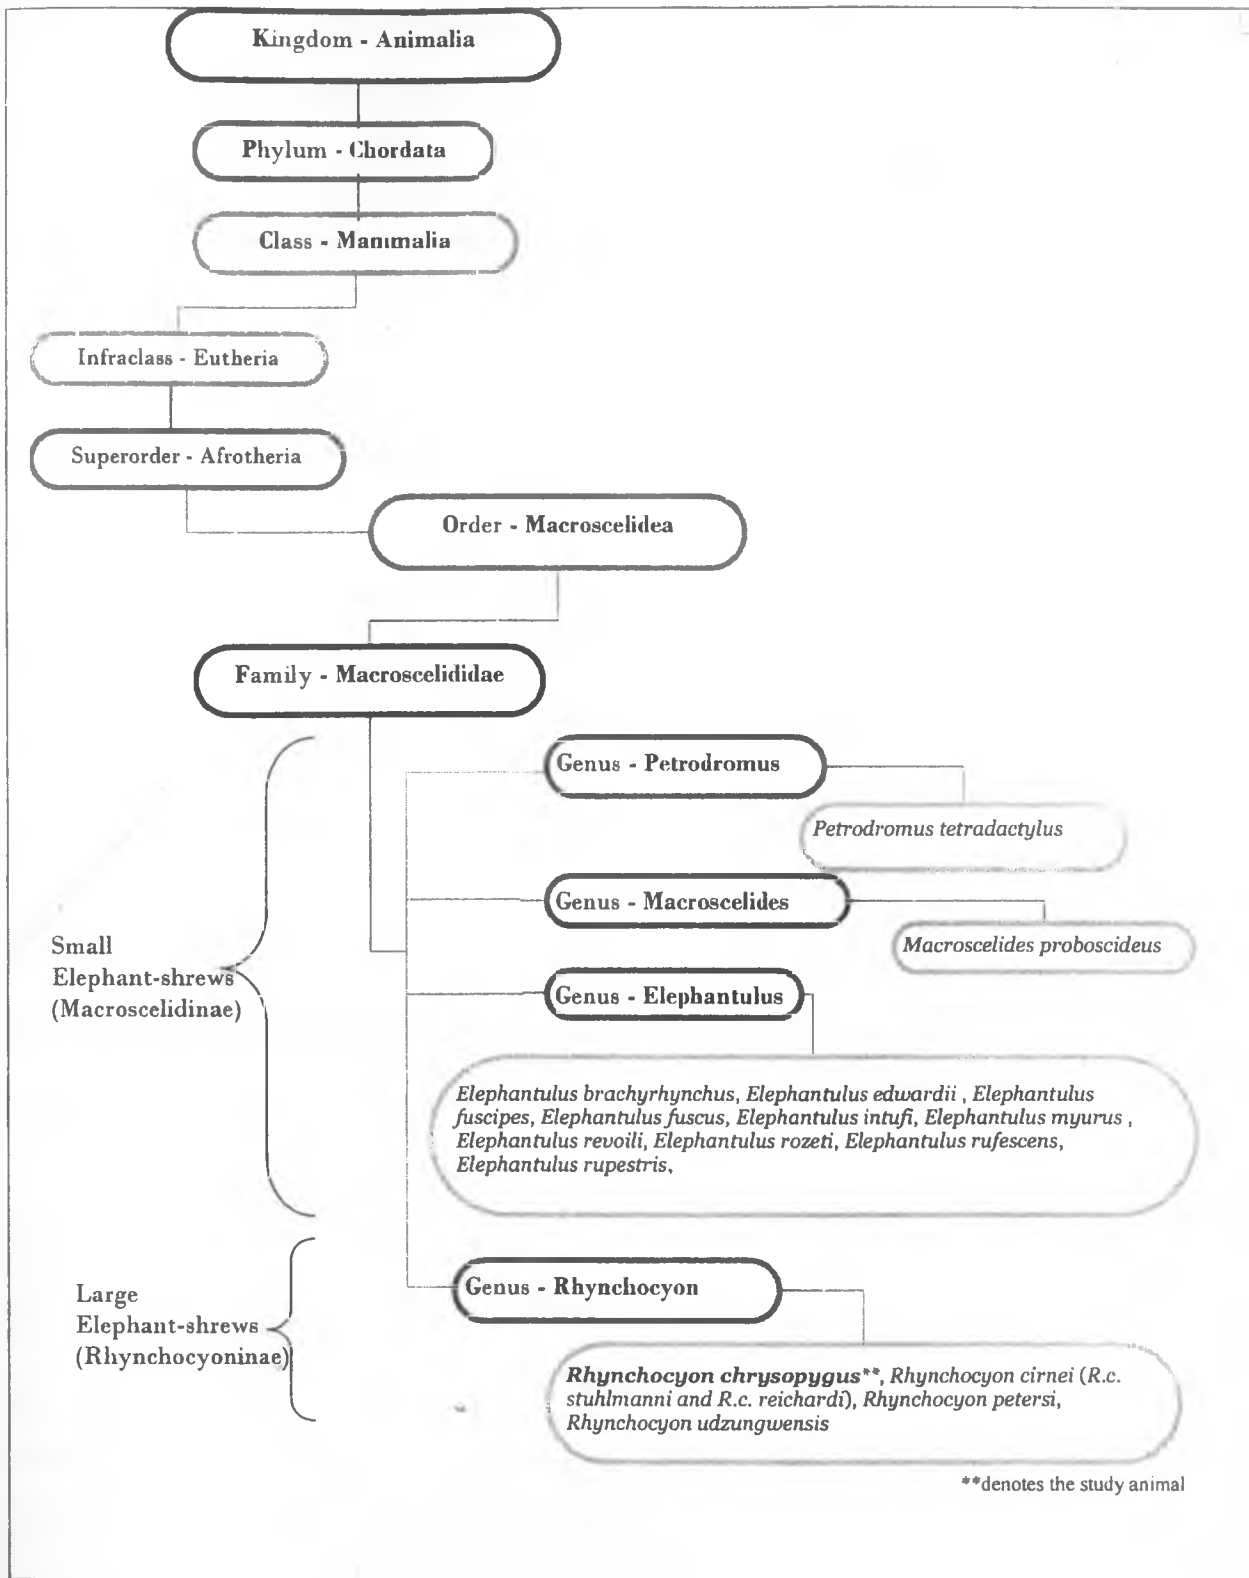 Kingdom - Animalia
Phylum - Chordata
Class - Mammalia
Infraclass - Eutheria
Superorder - Afrotheria
Order - Macroscelidea
Family - Macroscelididae
Genus - Petrodromus
Petrodromus tetradactylus
Genus - Macroscelides
Macroscelides proboscideus
Small
Elephant-shrews
(Macroscelidinae)
Genus - Elephantulus
Elephantulus brachyrhynchus, Elephantulus edwardii , Elephantulus
fuscipes, Elephantulus fuscus, Elephantulus intufi, Elephantulus myurus ,
Elephantulus revoili, Elephantulus rozeti, Elephantulus rufescens,
Elephantulus rupestris,
Genus - Rhynchocyon
Large
Elephant-shrews
(Rhynchocyoninae)
Rhynchocyon chrysopygus**, Rhynchocyon cirnei (R.c.
stuhlmanni and R.c. reichardi), Rhynchocyon petersi,
Rhynchocyon udzungwensis
**denotes the study animal